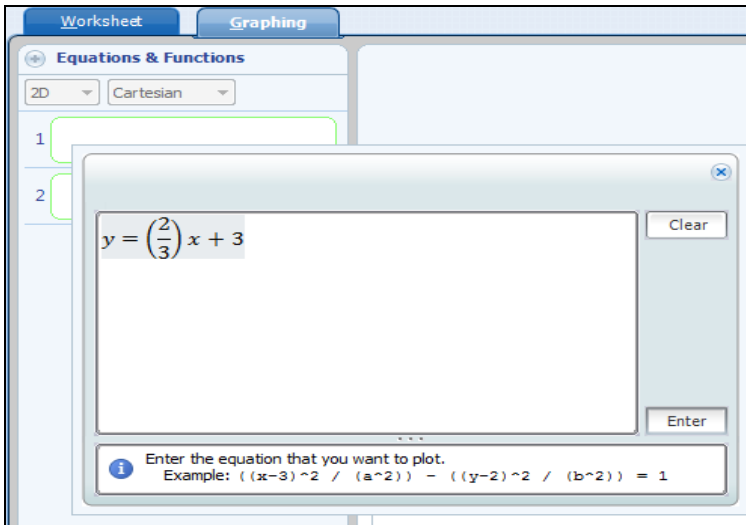 Worksheet Graphing
Equations & Functions
2D Cartesian
1
2
y = (2/3) x + 3
Clear
Enter
Enter the equation that you want to plot.
Example: ((x-3)^2 / (a^2)) - ((y-2)^2 / (b^2)) = 1